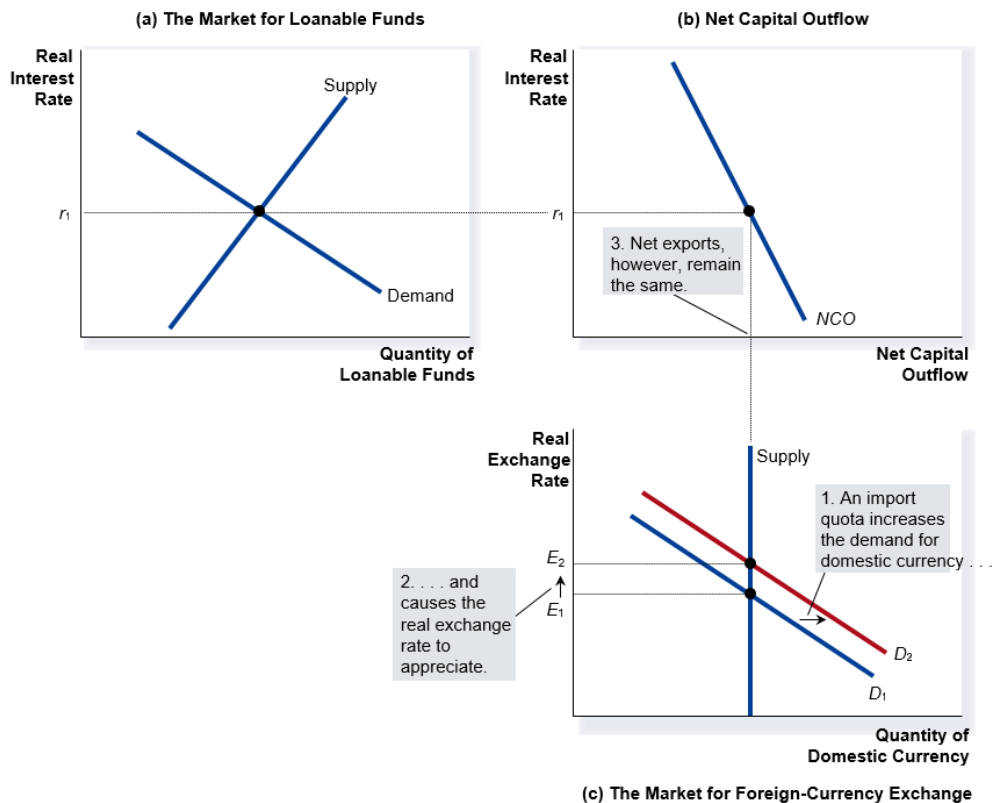 (a) The Market for Loanable Funds
Real
Interest
Rate
Supply
r₁
Demand
Quantity of
Loanable Funds
(b) Net Capital Outflow
Real
Interest
Rate
r₁
3. Net exports,
however, remain
the same.
NCO
Net Capital
Outflow
Real
Exchange
Rate
Supply
1. An import
quota increases
the demand for
domestic currency . . .
E₂
E₁
2. . . . and
causes the
real exchange
rate to
appreciate.
D₂
D₁
Quantity of
Domestic Currency
(c) The Market for Foreign-Currency Exchange